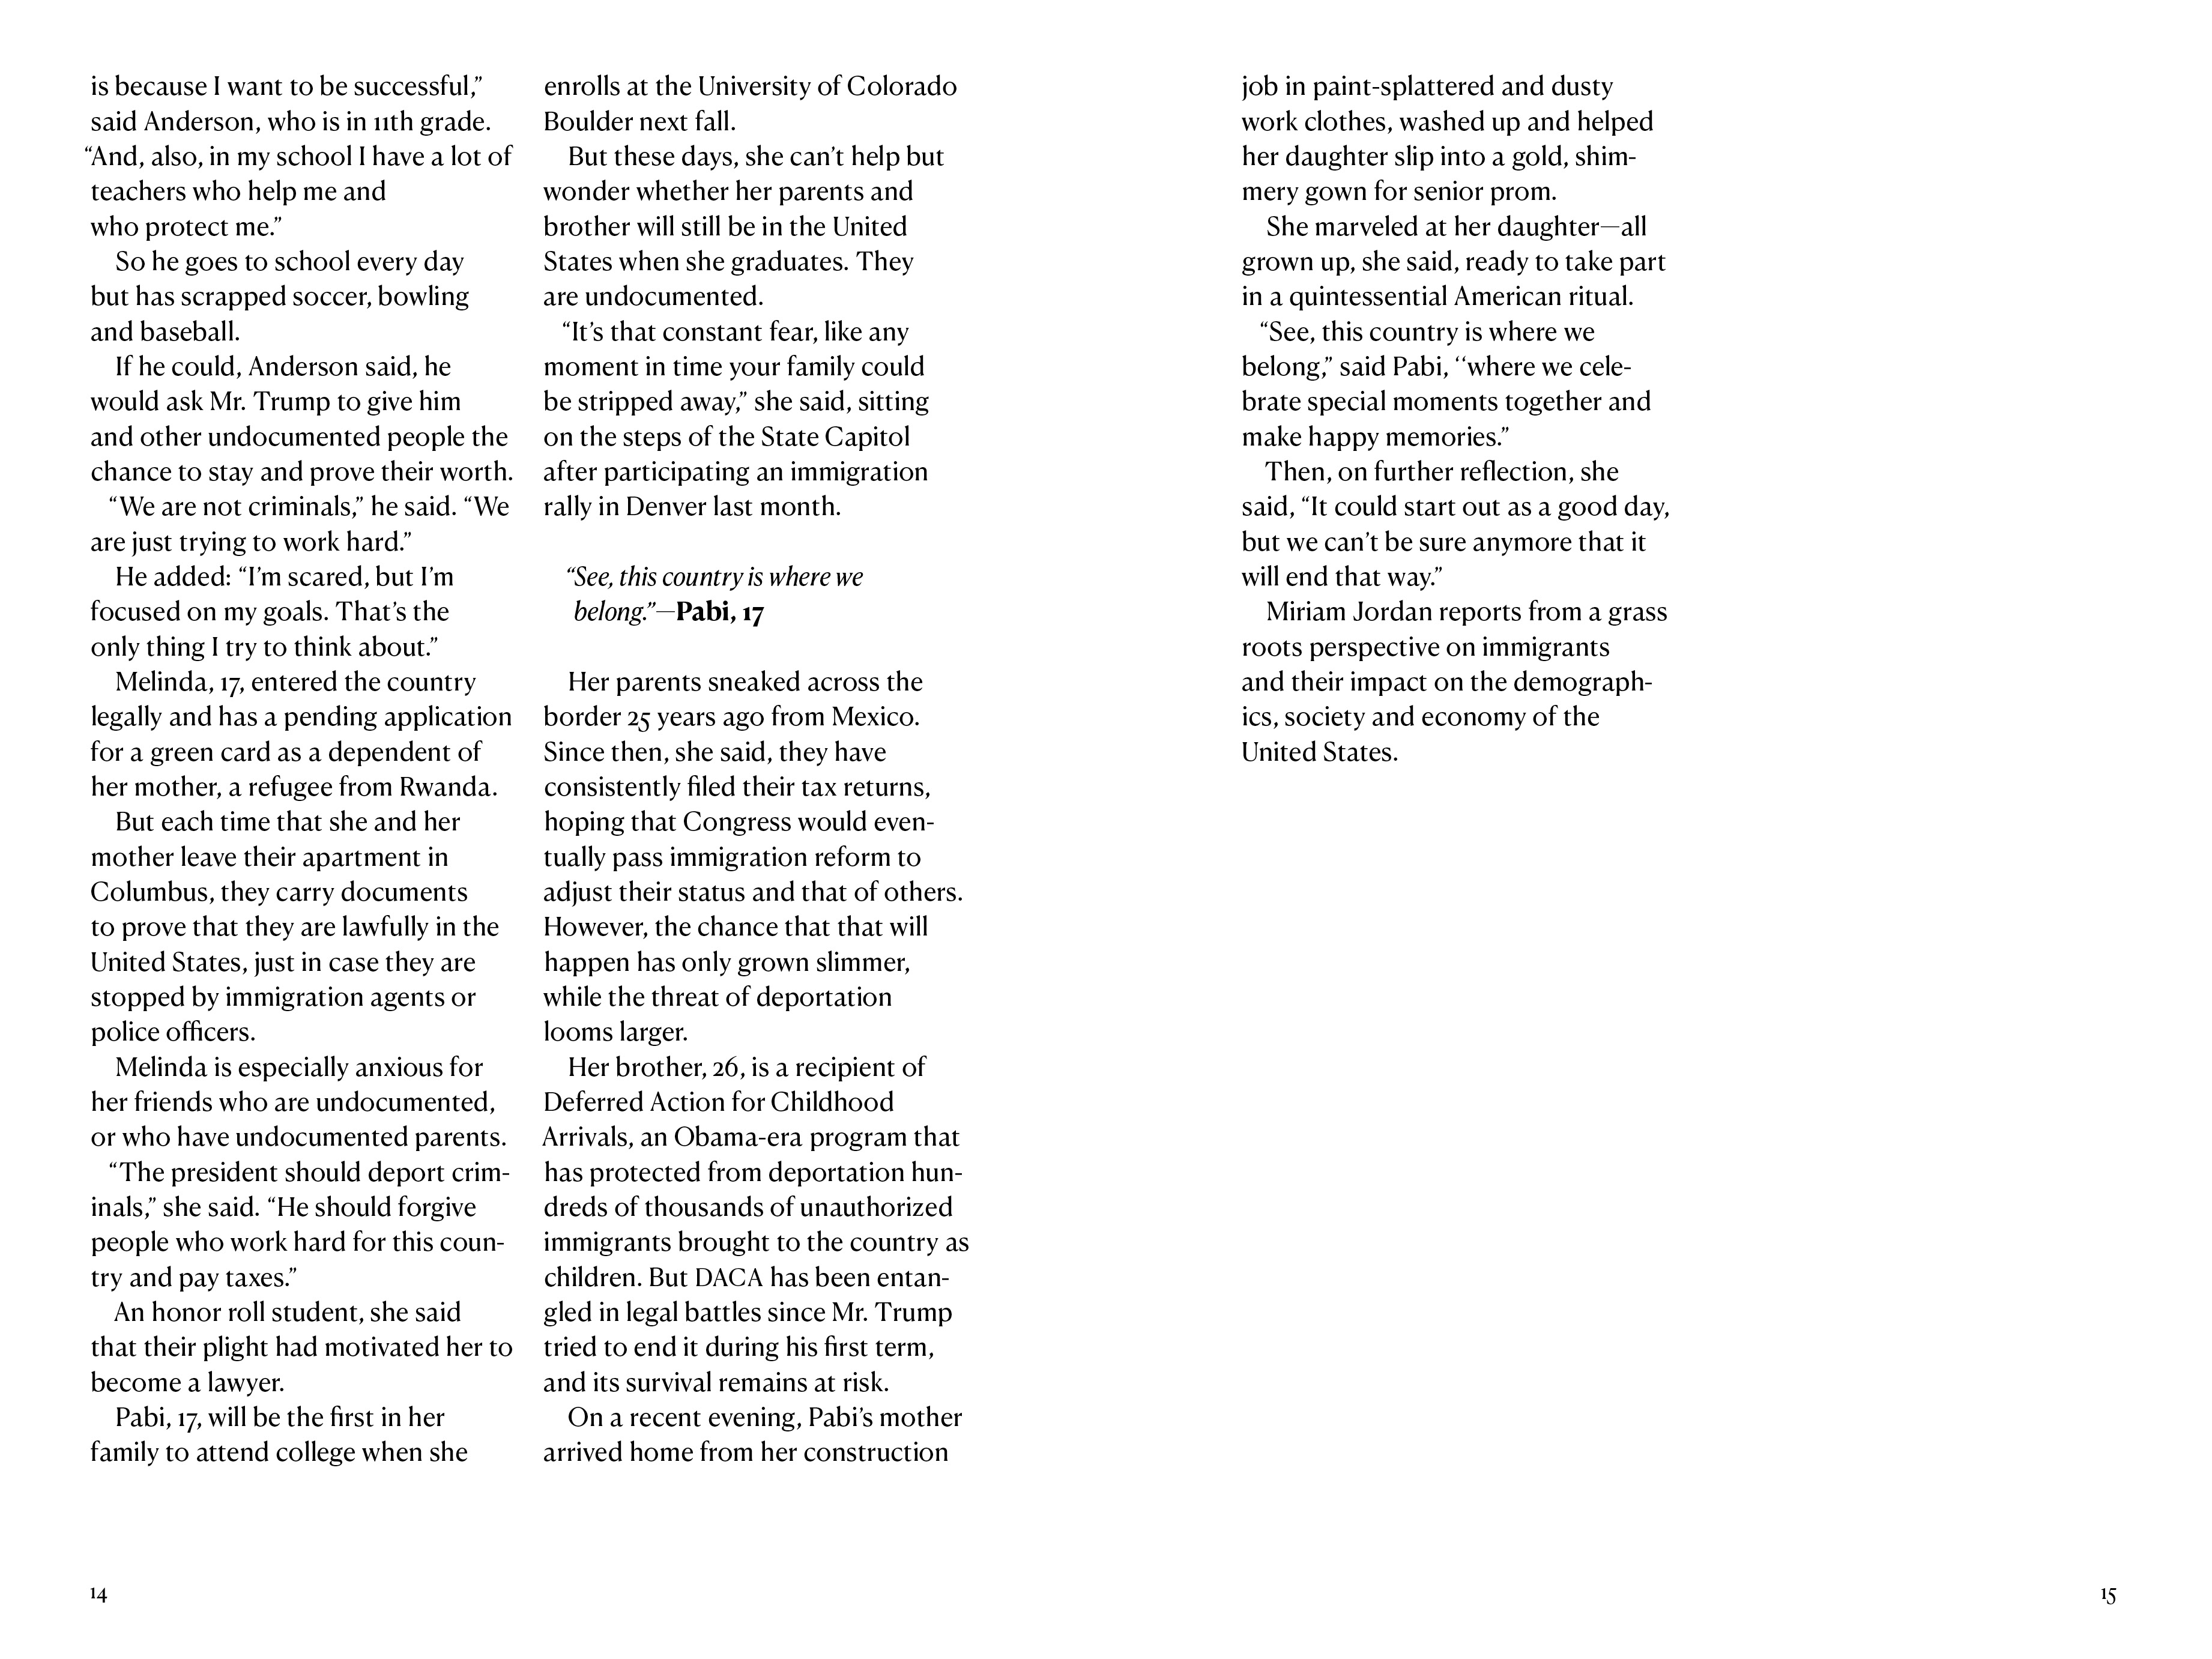 is because I want to be successful,”
said Anderson, who is in 11th grade.
“And, also, in my school I have a lot of
teachers who help me and
who protect me.”
So he goes to school every day
but has scrapped soccer, bowling
and baseball.
If he could, Anderson said, he
would ask Mr. Trump to give him
and other undocumented people the
chance to stay and prove their worth.
“We are not criminals,” he said. “We
are just trying to work hard.”
He added: “I’m scared, but I’m
focused on my goals. That’s the
only thing I try to think about.”
Melinda, 17, entered the country
legally and has a pending application
for a green card as a dependent of
her mother, a refugee from Rwanda.
But each time that she and her
mother leave their apartment in
Columbus, they carry documents
to prove that they are lawfully in the
United States, just in case they are
stopped by immigration agents or
police officers.
Melinda is especially anxious for
her friends who are undocumented,
or who have undocumented parents.
“The president should deport crim-
inals,” she said. “He should forgive
people who work hard for this coun-
try and pay taxes.”
An honor roll student, she said
that their plight had motivated her to
become a lawyer.
Pabi, 17, will be the first in her
family to attend college when she
enrolls at the University of Colorado
Boulder next fall.
But these days, she can’t help but
wonder whether her parents and
brother will still be in the United
States when she graduates. They
are undocumented.
“It’s that constant fear, like any
moment in time your family could
be stripped away,” she said, sitting
on the steps of the State Capitol
after participating an immigration
rally in Denver last month.
“See, this country is where we
belong.”—Pabi, 17
Her parents sneaked across the
border 25 years ago from Mexico.
Since then, she said, they have
consistently filed their tax returns,
hoping that Congress would even-
tually pass immigration reform to
adjust their status and that of others.
However, the chance that that will
happen has only grown slimmer,
while the threat of deportation
looms larger.
Her brother, 26, is a recipient of
Deferred Action for Childhood
Arrivals, an Obama-era program that
has protected from deportation hun-
dreds of thousands of unauthorized
immigrants brought to the country as
children. But DACA has been entan-
gled in legal battles since Mr. Trump
tried to end it during his first term,
and its survival remains at risk.
On a recent evening, Pabi’s mother
arrived home from her construction
14
job in paint-splattered and dusty
work clothes, washed up and helped
her daughter slip into a gold, shim-
mery gown for senior prom.
She marveled at her daughter—all
grown up, she said, ready to take part
in a quintessential American ritual.
“See, this country is where we
belong,” said Pabi, ‘‘where we cele-
brate special moments together and
make happy memories.”
Then, on further reflection, she
said, “It could start out as a good day,
but we can’t be sure anymore that it
will end that way.”
Miriam Jordan reports from a grass
roots perspective on immigrants
and their impact on the demograph-
ics, society and economy of the
United States.
15